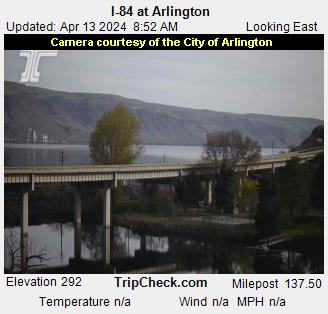 I-84 at Arlington
Updated: Apr 13 2024 8:52 AM Looking East
Camera courtesy of the City of Arlington
Elevation 292 TripCheck.com Milepost 137.50
Temperature n/a Wind n/a MPH n/a